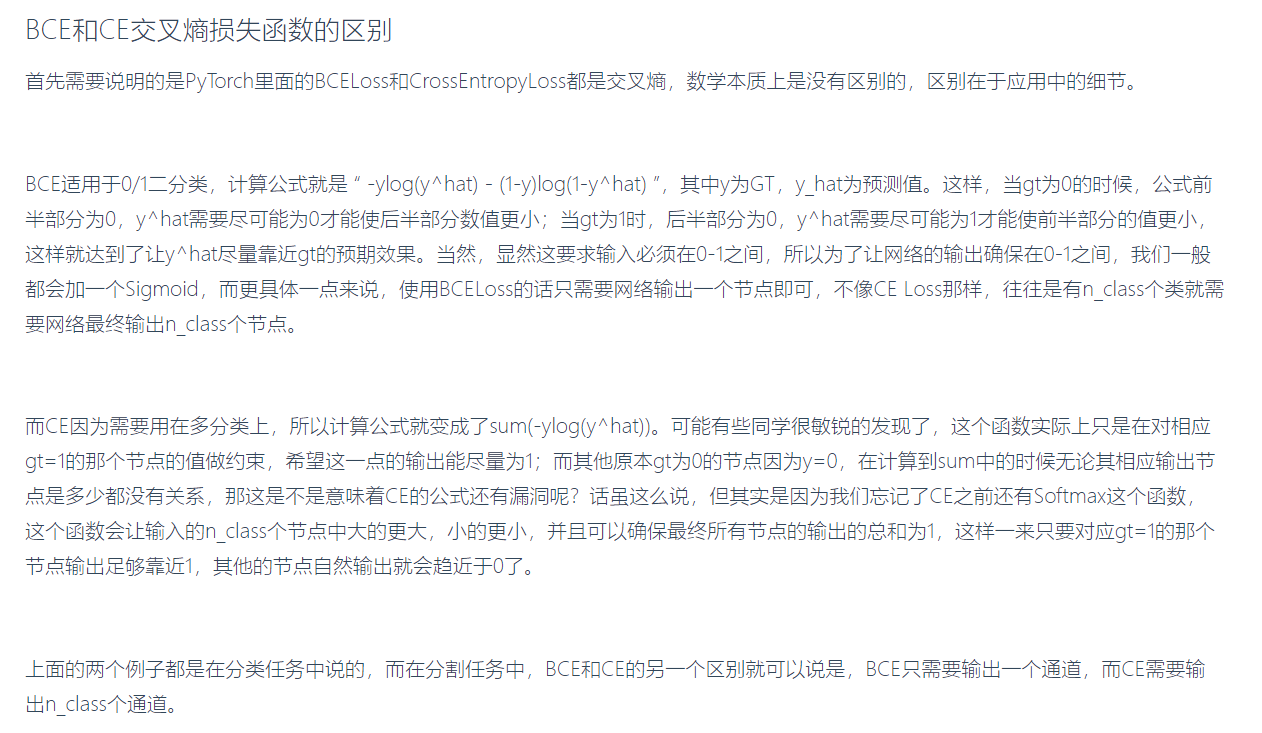 BCE和CE交叉熵损失函数的区别
首先需要说明的是PyTorch里面的BCELoss和CrossEntropyLoss都是交叉熵，数学本质上是没有区别的，区别在于应用中的细节。
BCE适用于0/1二分类，计算公式就是 “ -ylog(y^hat) - (1-y)log(1-y^hat) ”，其中y为GT，y_hat为预测值。这样，当gt为0的时候，公式前
半部分为0，y^hat需要尽可能为0才能使后半部分数值更小；当gt为1时，后半部分为0，y^hat需要尽可能为1才能使前半部分的值更小，
这样就达到了让y^hat尽量靠近gt的预期效果。当然，显然这要求输入必须在0-1之间，所以为了让网络的输出确保在0-1之间，我们一般
都会加一个Sigmoid，而更具体一点来说，使用BCELoss的话只需要网络输出一个节点即可，不像CE Loss那样，往往是有n_class个类就需
要网络最终输出n_class个节点。
而CE因为需要用在多分类上，所以计算公式就变成了sum(-ylog(y^hat))。可能有些同学很敏锐的发现了，这个函数实际上只是在对相应
gt=1的那个节点的值做约束，希望这一点的输出能尽量为1；而其他原本gt为0的节点因为y=0，在计算到sum中的时候无论其相应输出节
点是多少都没有关系，那这是不是意味着CE的公式还有漏洞呢？话虽这么说，但其实是因为我们忘记了CE之前还有Softmax这个函数，
这个函数会让输入的n_class个节点中大的更大，小的更小，并且可以确保最终所有节点的输出的总和为1，这样一来只要对应gt=1的那个
节点输出足够靠近1，其他的节点自然输出就会趋近于0了。
上面的两个例子都是在分类任务中说的，而在分割任务中，BCE和CE的另一个区别就可以说是，BCE只需要输出一个通道，而CE需要输
出n_class个通道。